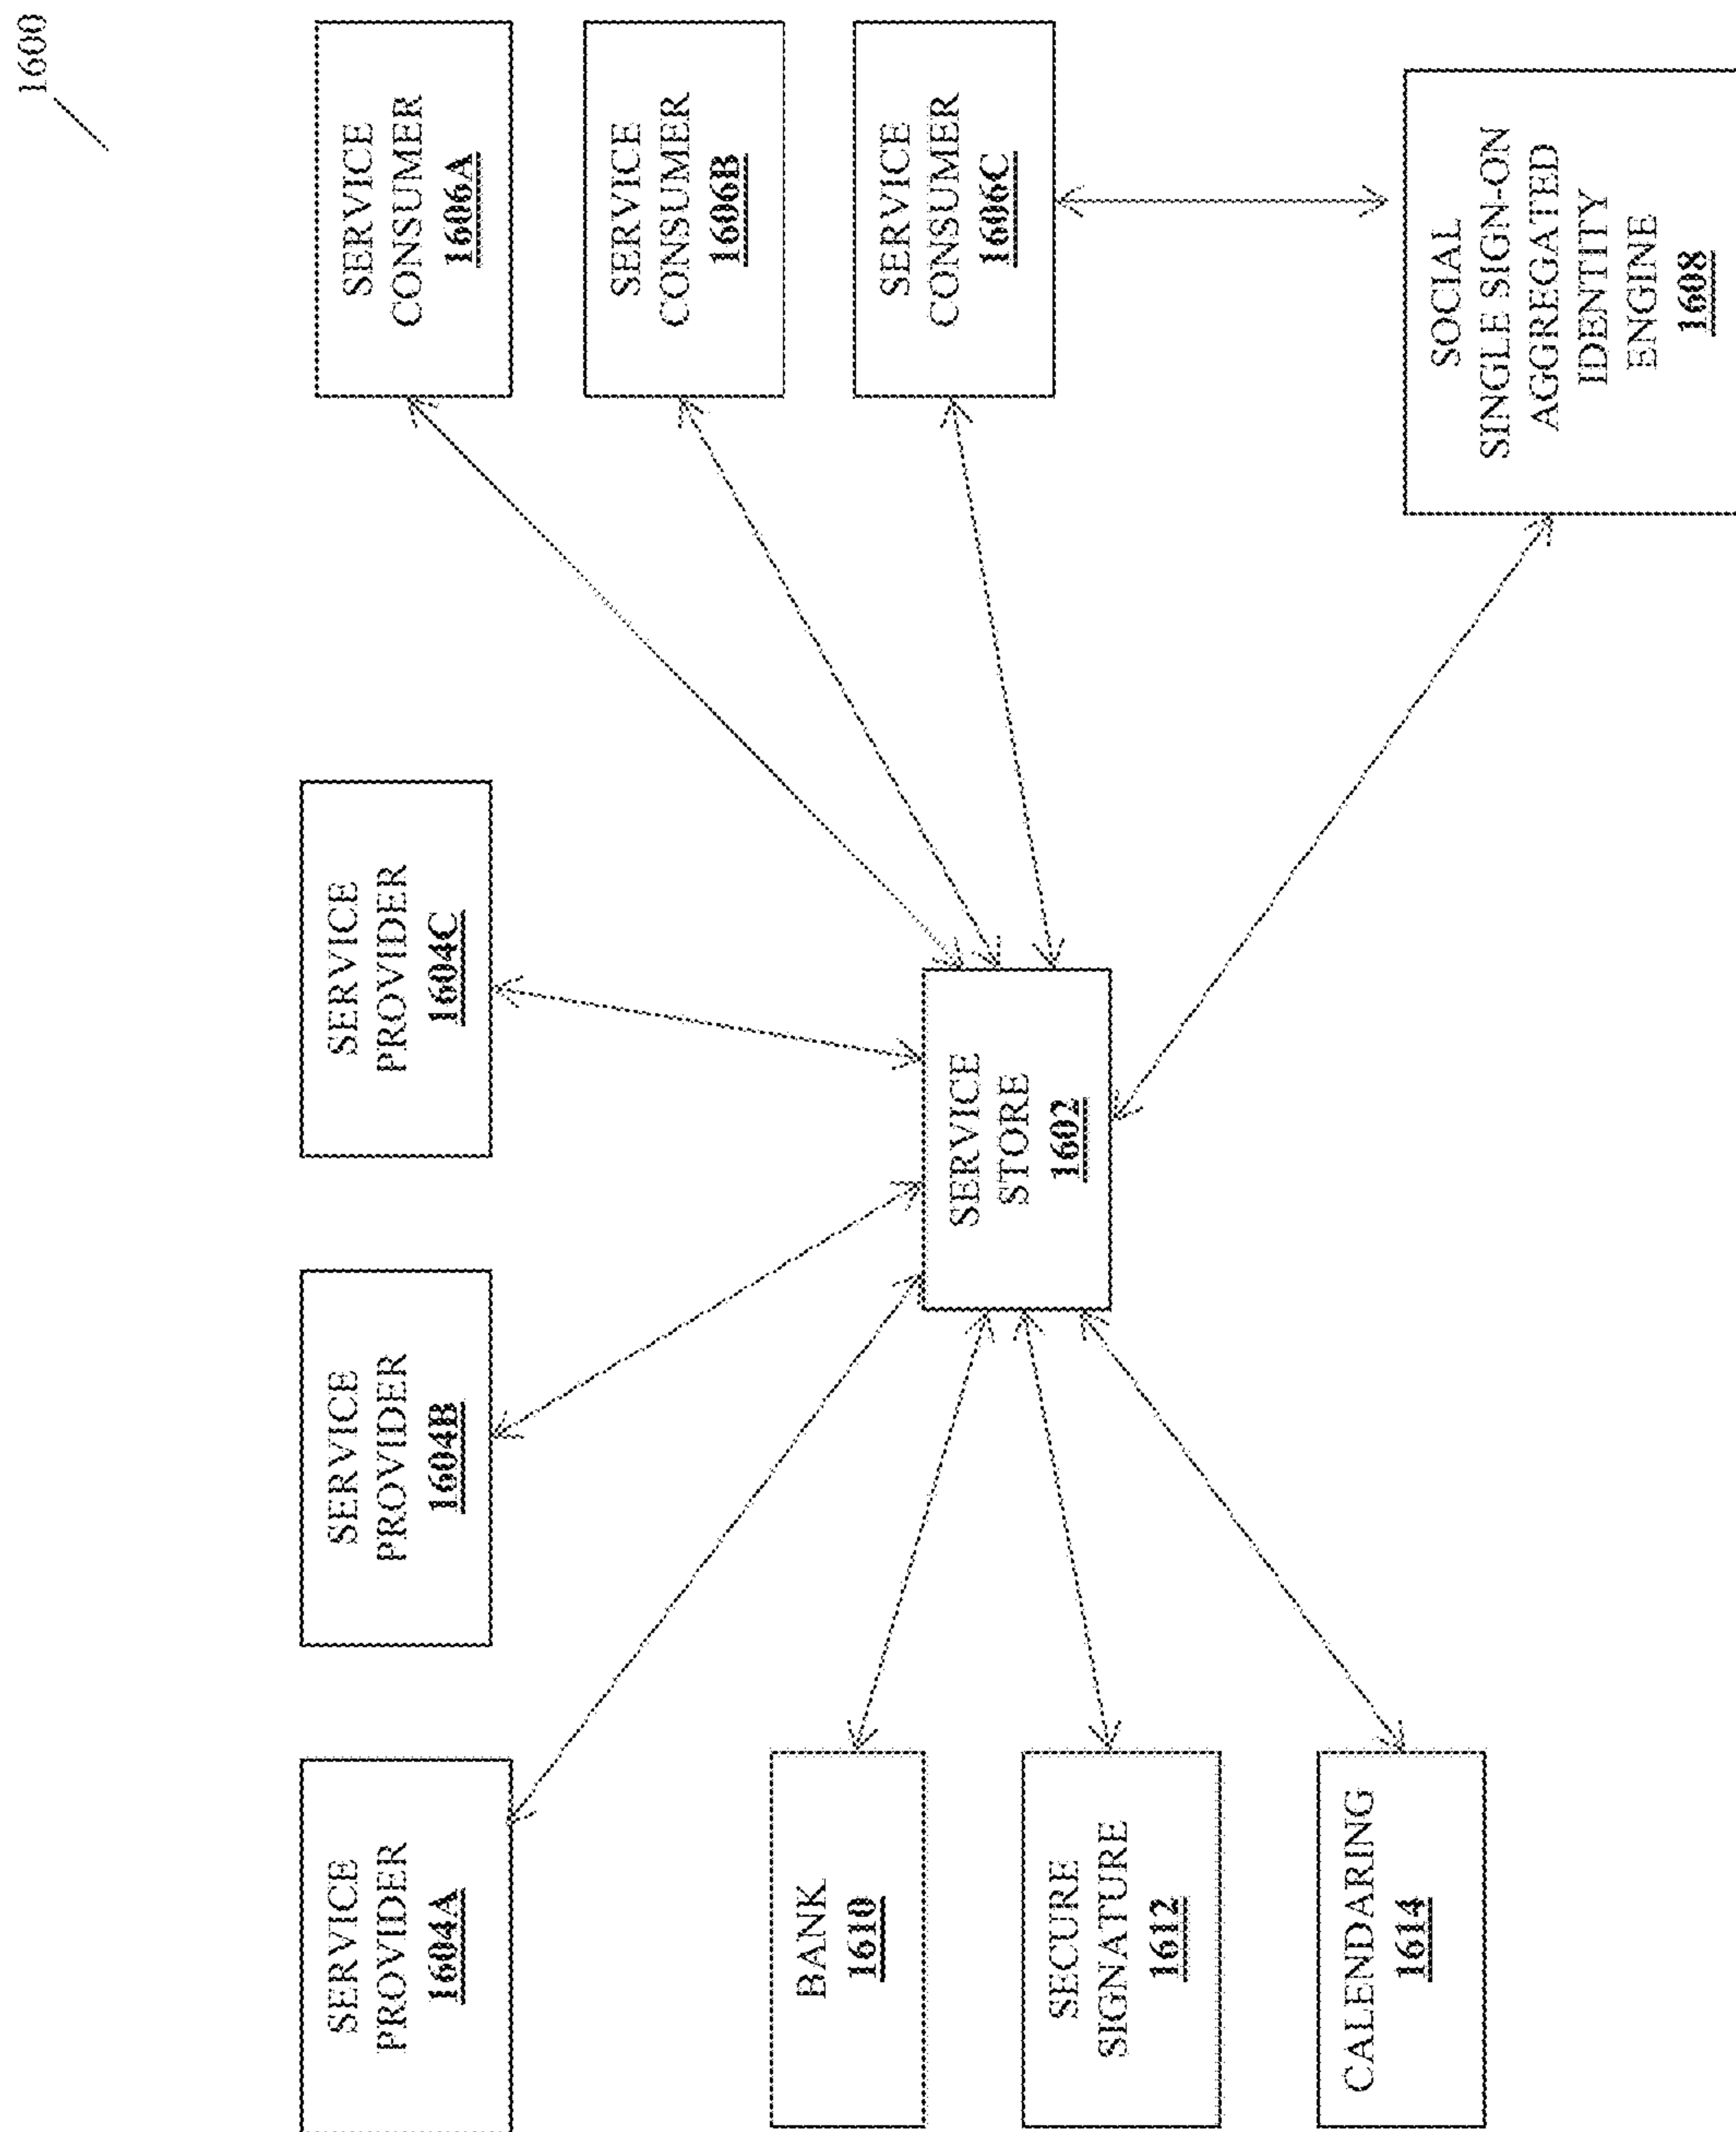 1600
SERVICE
PROVIDER
1604A
SERVICE
PROVIDER
1604B
SERVICE
PROVIDER
1604C
SERVICE
CONSUMER
1606A
SERVICE
CONSUMER
1606B
BANK
1610
SERVICE
CONSUMER
1606C
SERVICE
STORE
1602
SECURE
SIGNATURE
1612
CALENDARING
1614
SOCIAL
SINGLE SIGN-ON
AGGREGATED
IDENTITY
ENGINE
1608